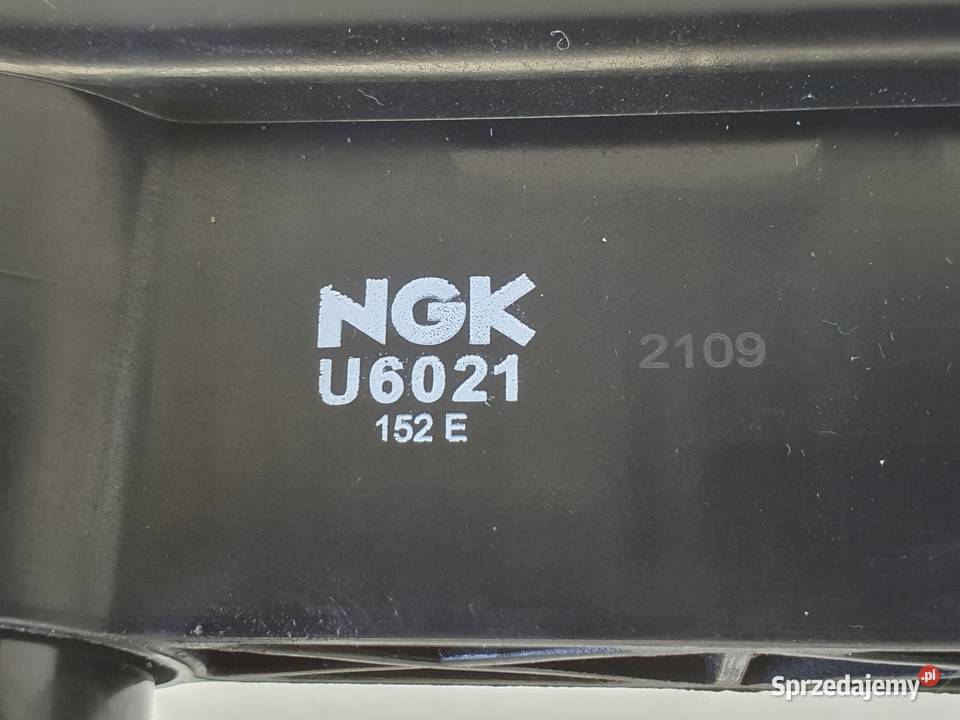 NGK
U6021
152 E
2109
Sprzedajemy.pl